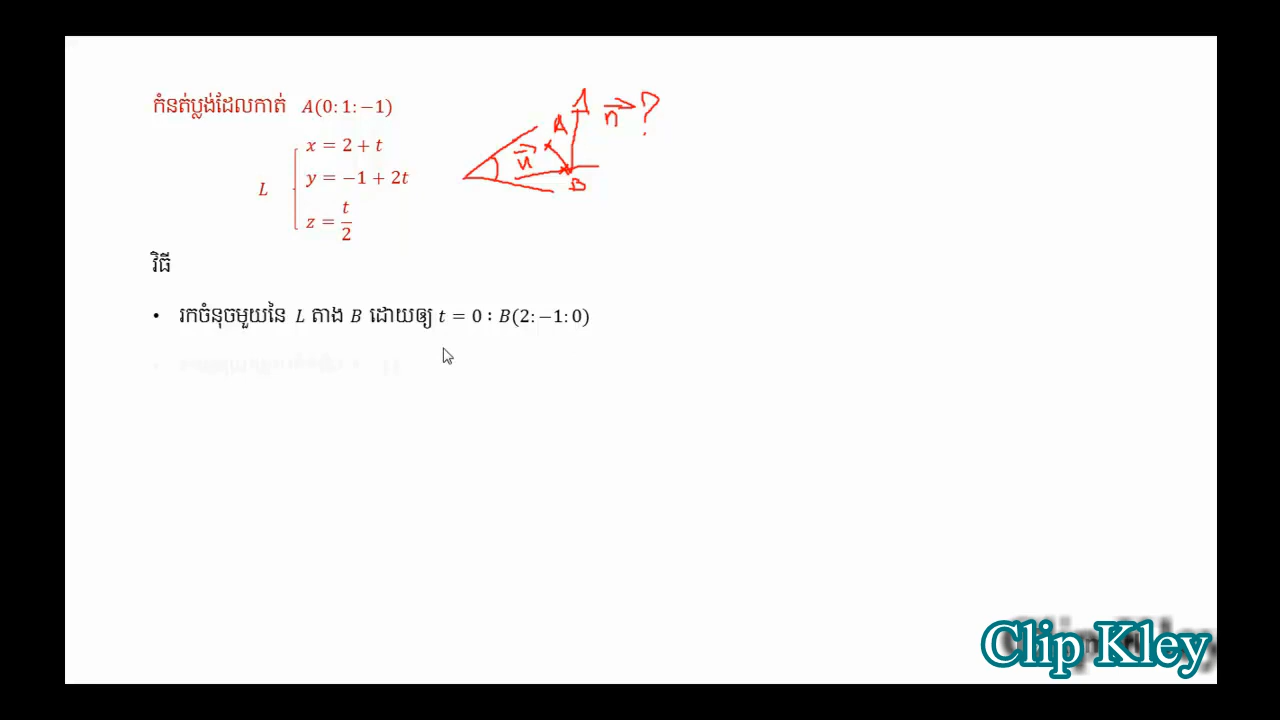 កំនត់ប្លង់ដែលកាត់ A(0:1:−1)
L
x = 2 + t
y = −1 + 2t
z = t/2
A
n ?
u
B
វិធី
• រកចំនុចមួយនៃ L តាង B ដោយឲ្យ t = 0 : B(2:−1:0)
Clip Kley